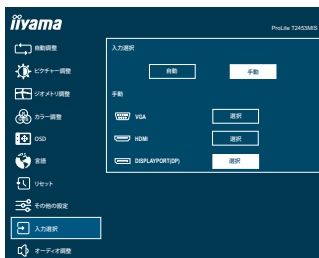 iiyama
ProLite T2453MIS
自動調整
ピクチャー調整
ジオメトリ調整
カラー調整
OSD
言語
リセット
その他の設定
入力選択
オーディオ調整
入力選択
自動
手動
手動
VGA
選択
HDMI
選択
DISPLAYPORT(DP)
選択